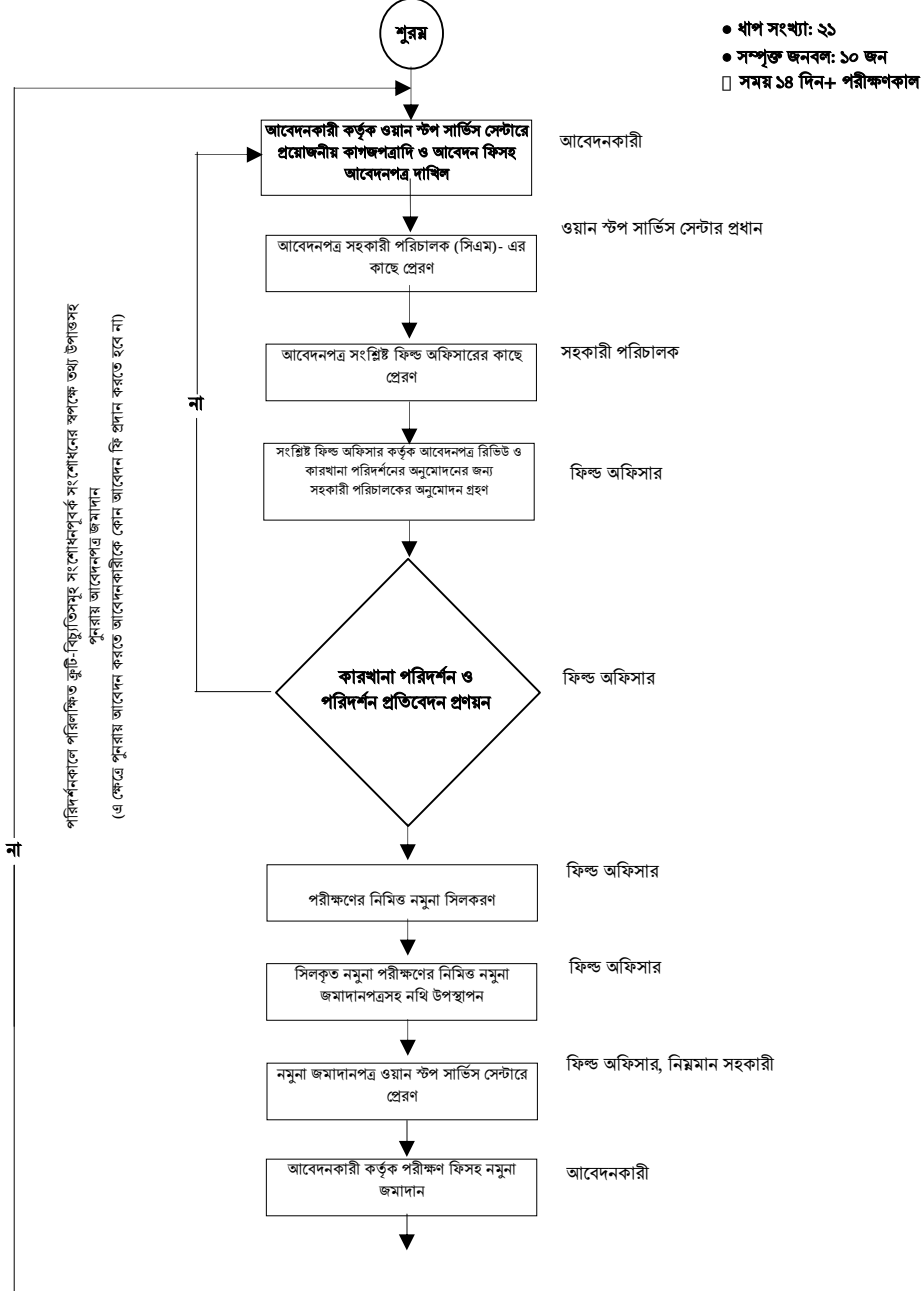 শুরম্ন
● ধাপ সংখ্যা: ২১
● সম্পৃক্ত জনবল: ১০ জন
▯ সময় ১৪ দিন+ পরীক্ষণকাল
আবেদনকারী কর্তৃক ওয়ান স্টপ সার্ভিস সেন্টারে
প্রয়োজনীয় কাগজপত্রাদি ও আবেদন ফিসহ
আবেদনপত্র দাখিল
আবেদনকারী
আবেদনপত্র সহকারী পরিচালক (সিএম)- এর
কাছে প্রেরণ
ওয়ান স্টপ সার্ভিস সেন্টার প্রধান
আবেদনপত্র সংশ্লিষ্ট ফিল্ড অফিসারের কাছে
প্রেরণ
সহকারী পরিচালক
সংশ্লিষ্ট ফিল্ড অফিসার কর্তৃক আবেদনপত্র রিভিউ ও
কারখানা পরিদর্শনের অনুমোদনের জন্য
সহকারী পরিচালকের অনুমোদন গ্রহণ
ফিল্ড অফিসার
না
পরিদর্শনকালে পরিলক্ষিত ত্রুটি-বিচ্যুতিসমূহ সংশোধনপূবর্ক সংশোধনের স্বপক্ষে তথ্য উপাত্তসহ
পুনরায় আবেদনপত্র জমাদান
(এ ক্ষেত্রে পুনরায় আবেদন করতে আবেদনকারীকে কোন আবেদন ফি প্রদান করতে হবে না)
কারখানা পরিদর্শন ও
পরিদর্শন প্রতিবেদন প্রণয়ন
ফিল্ড অফিসার
না
পরীক্ষণের নিমিত্ত নমুনা সিলকরণ
ফিল্ড অফিসার
সিলকৃত নমুনা পরীক্ষণের নিমিত্ত নমুনা
জমাদানপত্রসহ নথি উপস্থাপন
ফিল্ড অফিসার
নমুনা জমাদানপত্র ওয়ান স্টপ সার্ভিস সেন্টারে
প্রেরণ
ফিল্ড অফিসার, নিম্নমান সহকারী
আবেদনকারী কর্তৃক পরীক্ষণ ফিসহ নমুনা
জমাদান
আবেদনকারী